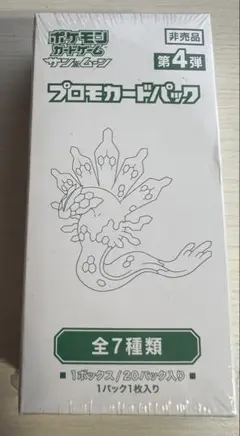 ポケモン
カードゲーム
サン&ムーン
非売品
第4弾
プロモカードパック
全7種類
■1ボックス/20パック入り■
1パック1枚入り